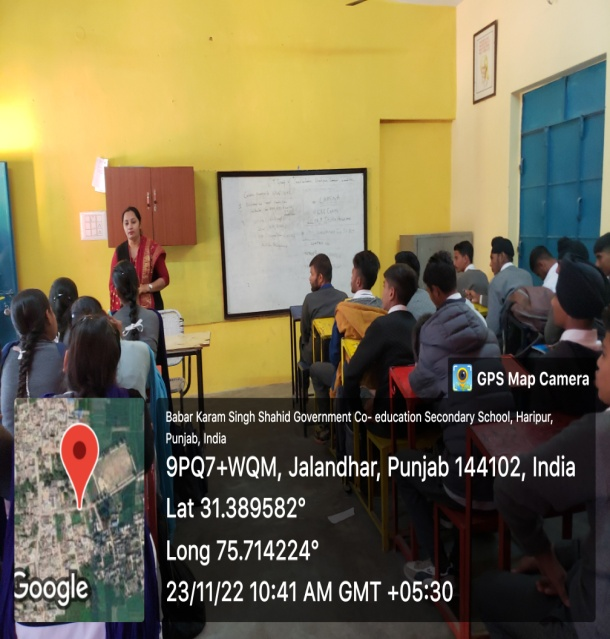 GPS Map Camera
Babar Karam Singh Shahid Government Co- education Secondary School, Haripur,
Punjab, India
9PQ7+WQM, Jalandhar, Punjab 144102, India
Lat 31.389582°
Long 75.714224°
23/11/22 10:41 AM GMT +05:30
Google